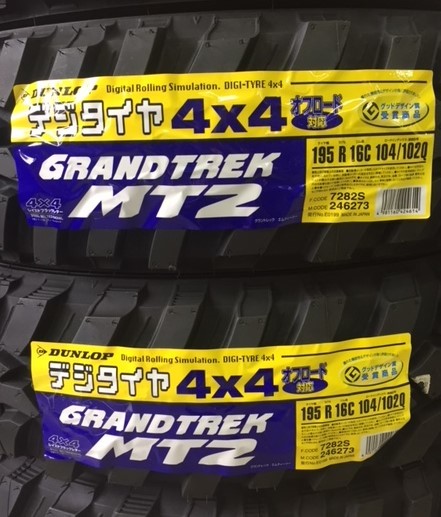 DUNLOP
Digital Rolling Simulation. DIGI-TYRE 4x4
デジタイヤ 4x4 オフロード対応
グッドデザイン賞
受賞商品
GRANDTREK
MT2
4X4
195 R 16C 104/102Q
F.CODE 7282S
M.CODE 246273
MADE IN JAPAN
DUNLOP
Digital Rolling Simulation. DIGI-TYRE 4x4
デジタイヤ 4x4 オフロード対応
グッドデザイン賞
受賞商品
GRANDTREK
MT2
4X4
195 R 16C 104/102Q
F.CODE 7282S
M.CODE 246273